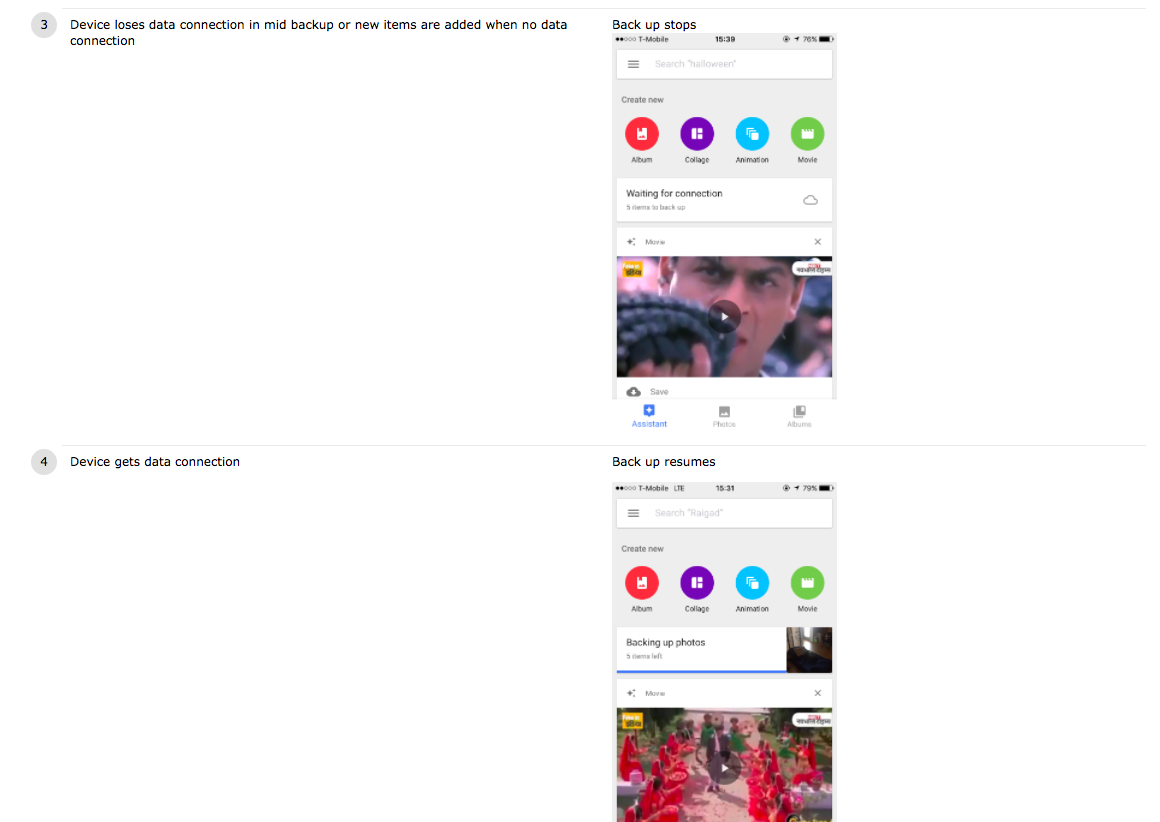 3
Device loses data connection in mid backup or new items are added when no data
connection
Back up stops
T-Mobile 15:39 76%
Search "halloween"
Create new
Album Collage Animation Movie
Waiting for connection
5 items to back up
Movie
Save
Assistant Photos Albums
4
Device gets data connection
Back up resumes
T-Mobile LTE 15:31 79%
Search "Raigad"
Create new
Album Collage Animation Movie
Backing up photos
5 items left
Movie